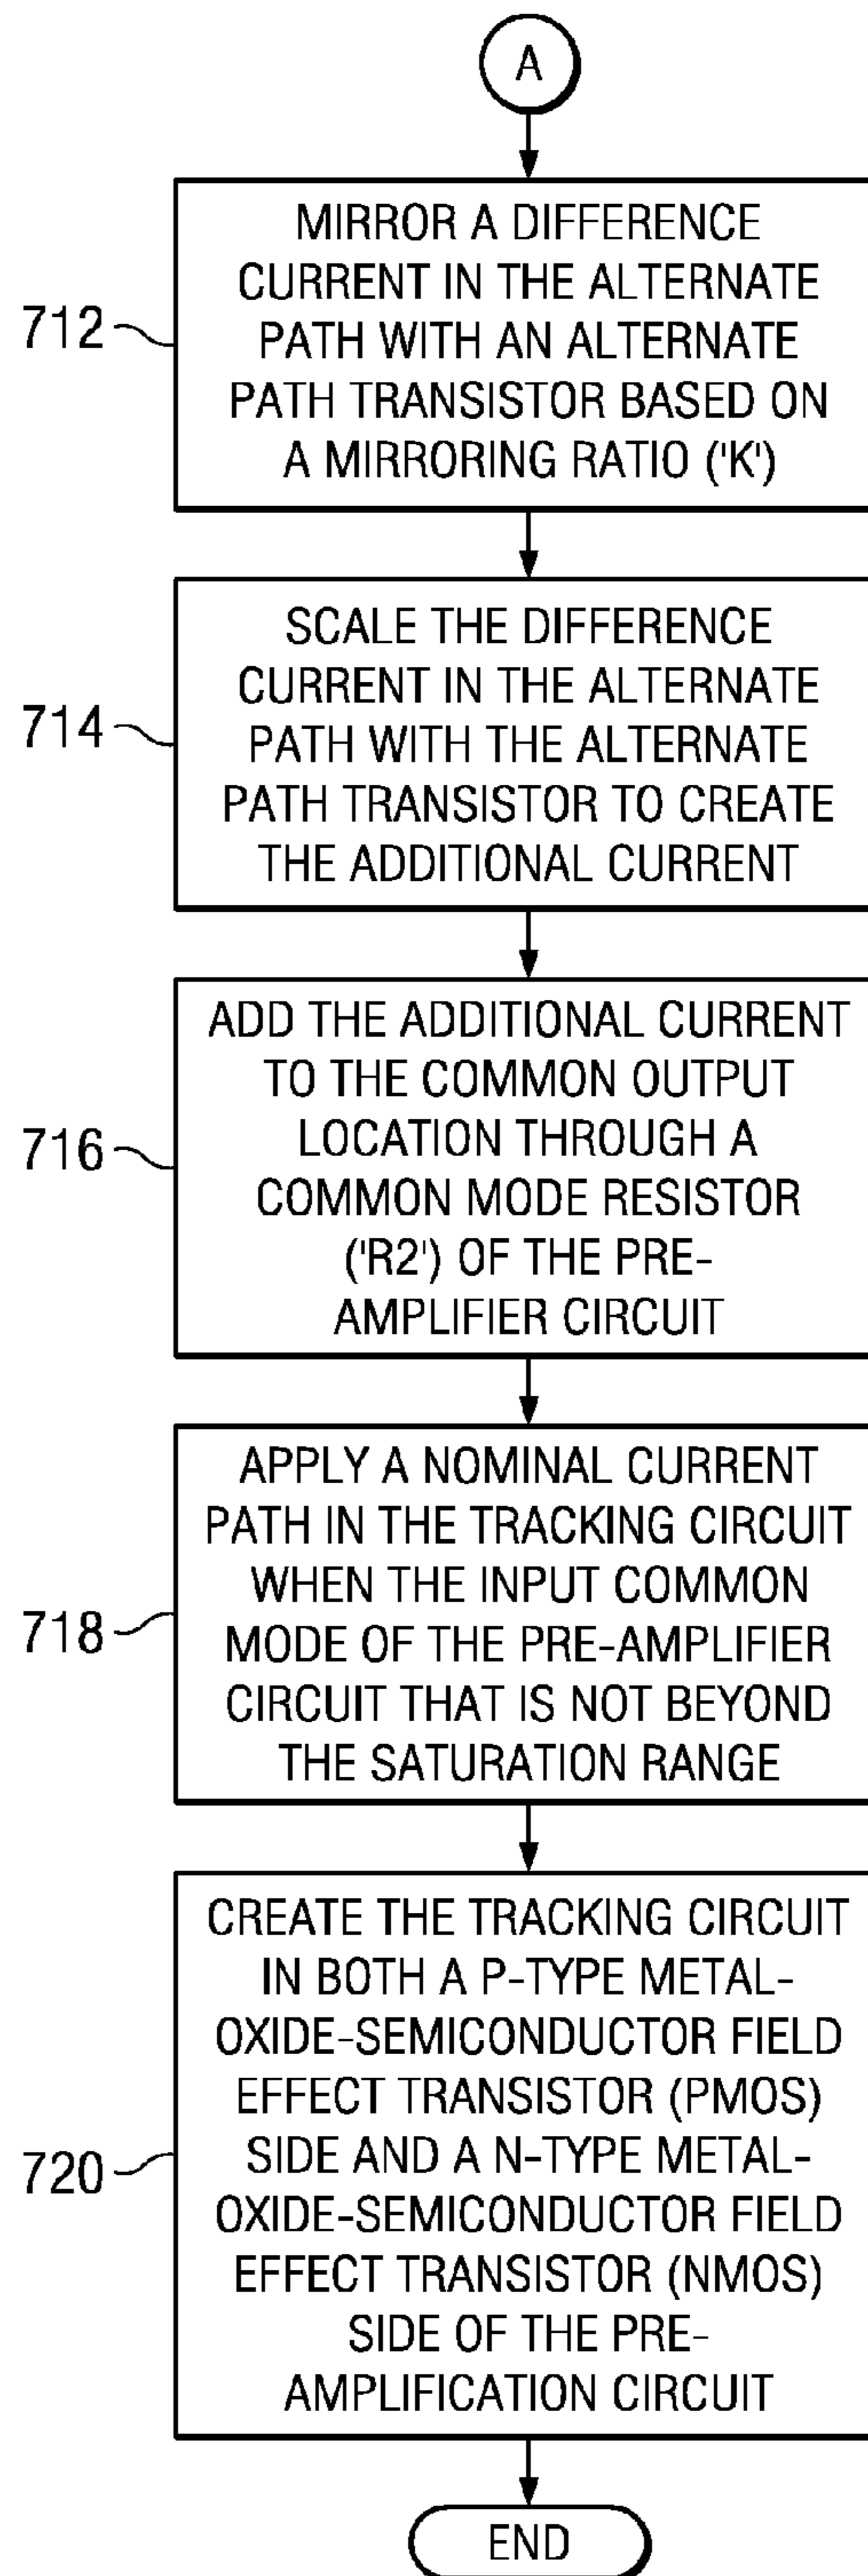 A
712
MIRROR A DIFFERENCE
CURRENT IN THE ALTERNATE
PATH WITH AN ALTERNATE
PATH TRANSISTOR BASED ON
A MIRRORING RATIO ('K')
714
SCALE THE DIFFERENCE
CURRENT IN THE ALTERNATE
PATH WITH THE ALTERNATE
PATH TRANSISTOR TO CREATE
THE ADDITIONAL CURRENT
716
ADD THE ADDITIONAL CURRENT
TO THE COMMON OUTPUT
LOCATION THROUGH A
COMMON MODE RESISTOR
('R2') OF THE PRE-
AMPLIFIER CIRCUIT
718
APPLY A NOMINAL CURRENT
PATH IN THE TRACKING CIRCUIT
WHEN THE INPUT COMMON
MODE OF THE PRE-AMPLIFIER
CIRCUIT THAT IS NOT BEYOND
THE SATURATION RANGE
720
CREATE THE TRACKING CIRCUIT
IN BOTH A P-TYPE METAL-
OXIDE-SEMICONDUCTOR FIELD
EFFECT TRANSISTOR (PMOS)
SIDE AND A N-TYPE METAL-
OXIDE-SEMICONDUCTOR FIELD
EFFECT TRANSISTOR (NMOS)
SIDE OF THE PRE-
AMPLIFICATION CIRCUIT
END